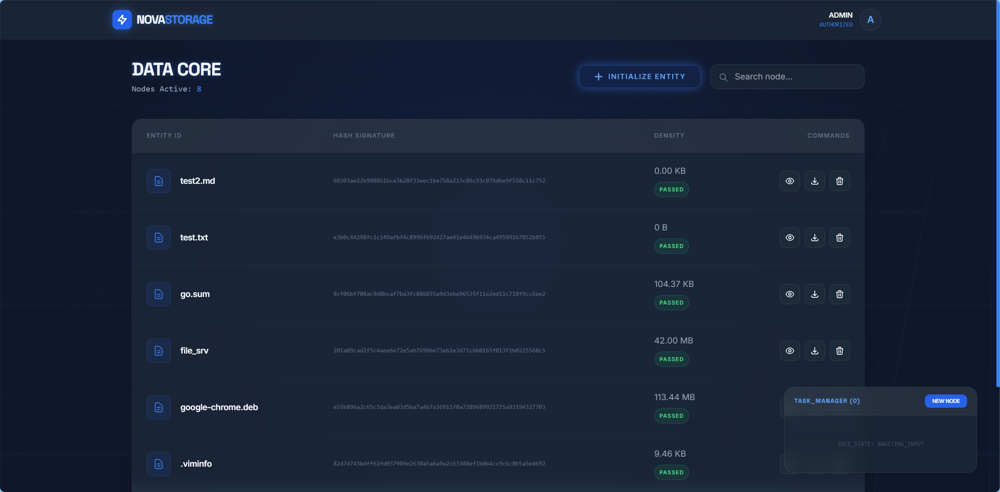 NOVASTORAGE
ADMIN
AUTHORIZED
A
DATA CORE
Nodes Active: 8
INITIALIZE ENTITY
Search node...
ENTITY ID HASH SIGNATURE DENSITY COMMANDS
test2.md 60303ae22b998861bce3b28f33eec1be758a213c86c93c076dbe9f558c11c752 0.00 KB
PASSED
test.txt e3b0c44298fc1c149afbf4c8996fb92427ae41e4649b934ca495991b7852b855 0 B
PASSED
go.sum 8cf06bf708ac9d8bcaf7ba3fc886035a9d3ebe96535f11e2ed11c718f9cc6ee2 104.37 KB
PASSED
file_srv 201a89cad2f5c4aee6e72e5ab7696be73eb2e3d71cbb0165f013f1b0225568c5 42.00 MB
PASSED
google-chrome.deb e55b896a2c65c3da3ea03d5ba7a4b7a36911f0a7289689921725a93194327703 113.44 MB
PASSED
.viminfo 82d7d743b4ff61fd037989e2630a5a6a9a2c63308ef1b0b4cc9c6c8b5a5ed692 9.46 KB
PASSED
TASK_MANAGER (0)
NEW NODE
IDLE_STATE: AWAITING_INPUT